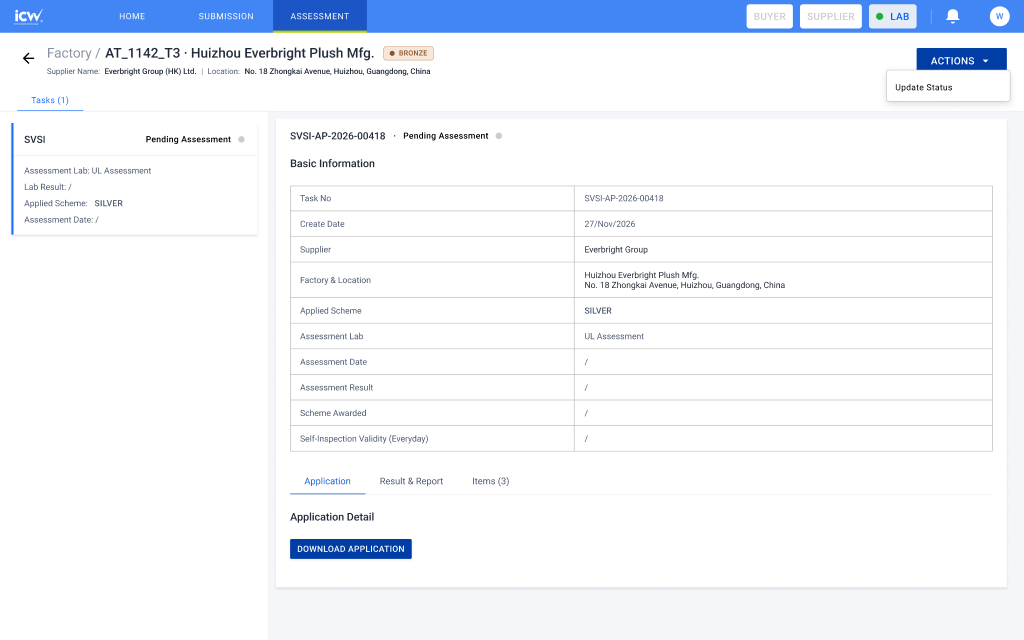 icw
HOME
SUBMISSION
ASSESSMENT
BUYER
SUPPLIER
LAB
W
Factory / AT_1142_T3 · Huizhou Everbright Plush Mfg.
BRONZE
Supplier Name: Everbright Group (HK) Ltd. | Location: No. 18 Zhongkai Avenue, Huizhou, Guangdong, China
ACTIONS
Update Status
Tasks (1)
SVSI
Pending Assessment
Assessment Lab: UL Assessment
Lab Result: /
Applied Scheme: SILVER
Assessment Date: /
SVSI-AP-2026-00418 · Pending Assessment
Basic Information
Task No
SVSI-AP-2026-00418
Create Date
27/Nov/2026
Supplier
Everbright Group
Factory & Location
Huizhou Everbright Plush Mfg.
No. 18 Zhongkai Avenue, Huizhou, Guangdong, China
Applied Scheme
SILVER
Assessment Lab
UL Assessment
Assessment Date
/
Assessment Result
/
Scheme Awarded
/
Self-Inspection Validity (Everyday)
/
Application
Result & Report
Items (3)
Application Detail
DOWNLOAD APPLICATION